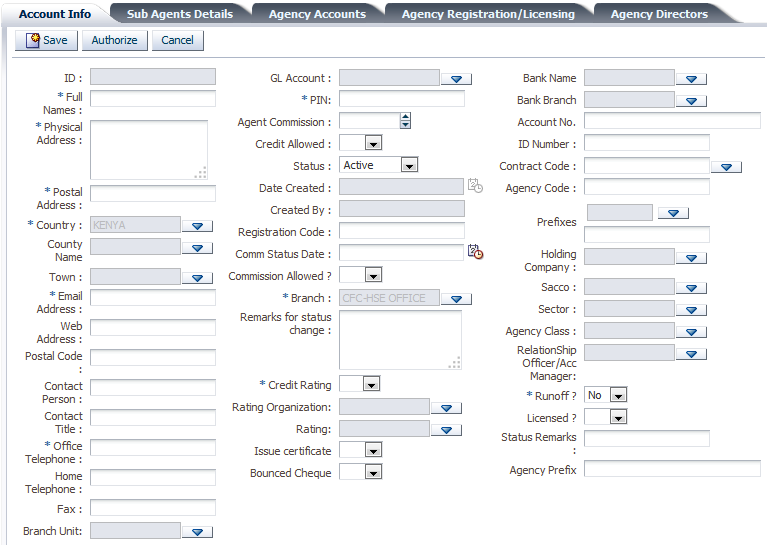 Account Info
Sub Agents Details
Agency Accounts
Agency Registration/Licensing
Agency Directors
Save
Authorize
Cancel
ID :
* Full
Names :
* Physical
Address :
* Postal
Address :
* Country :
KENYA
County
Name
Town :
* Email
Address :
Web
Address :
Postal Code
:
Contact
Person :
Contact
Title :
* Office
Telephone :
Home
Telephone :
Fax :
Branch Unit:
GL Account :
* PIN:
Agent Commission :
Credit Allowed :
Status :
Active
Date Created :
Created By :
Registration Code :
Comm Status Date :
Commission Allowed ?
* Branch :
CFC-HSE OFFICE
Remarks for status
change :
* Credit Rating
Rating Organization:
Rating:
Issue certificate
Bounced Cheque
Bank Name
Bank Branch
Account No.
ID Number :
Contract Code :
Agency Code :
Prefixes
Holding
Company :
Sacco :
Sector :
Agency Class :
RelationShip
Officer/Acc
Manager:
* Runoff ?
No
Licensed ?
Status Remarks
:
Agency Prefix